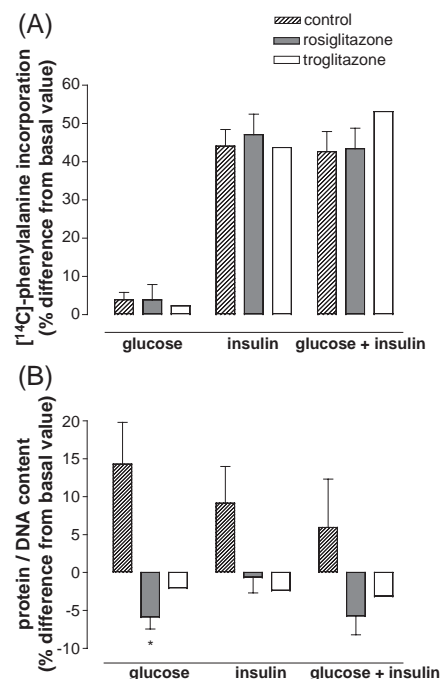 (A)
control
rosiglitazone
troglitazone
[¹⁴C]-phenylalanine incorporation
(% difference from basal value)
60
50
40
30
20
10
0
glucose insulin glucose + insulin
(B)
protein / DNA content
(% difference from basal value)
20
15
10
5
0
-5
-10
*
glucose insulin glucose + insulin